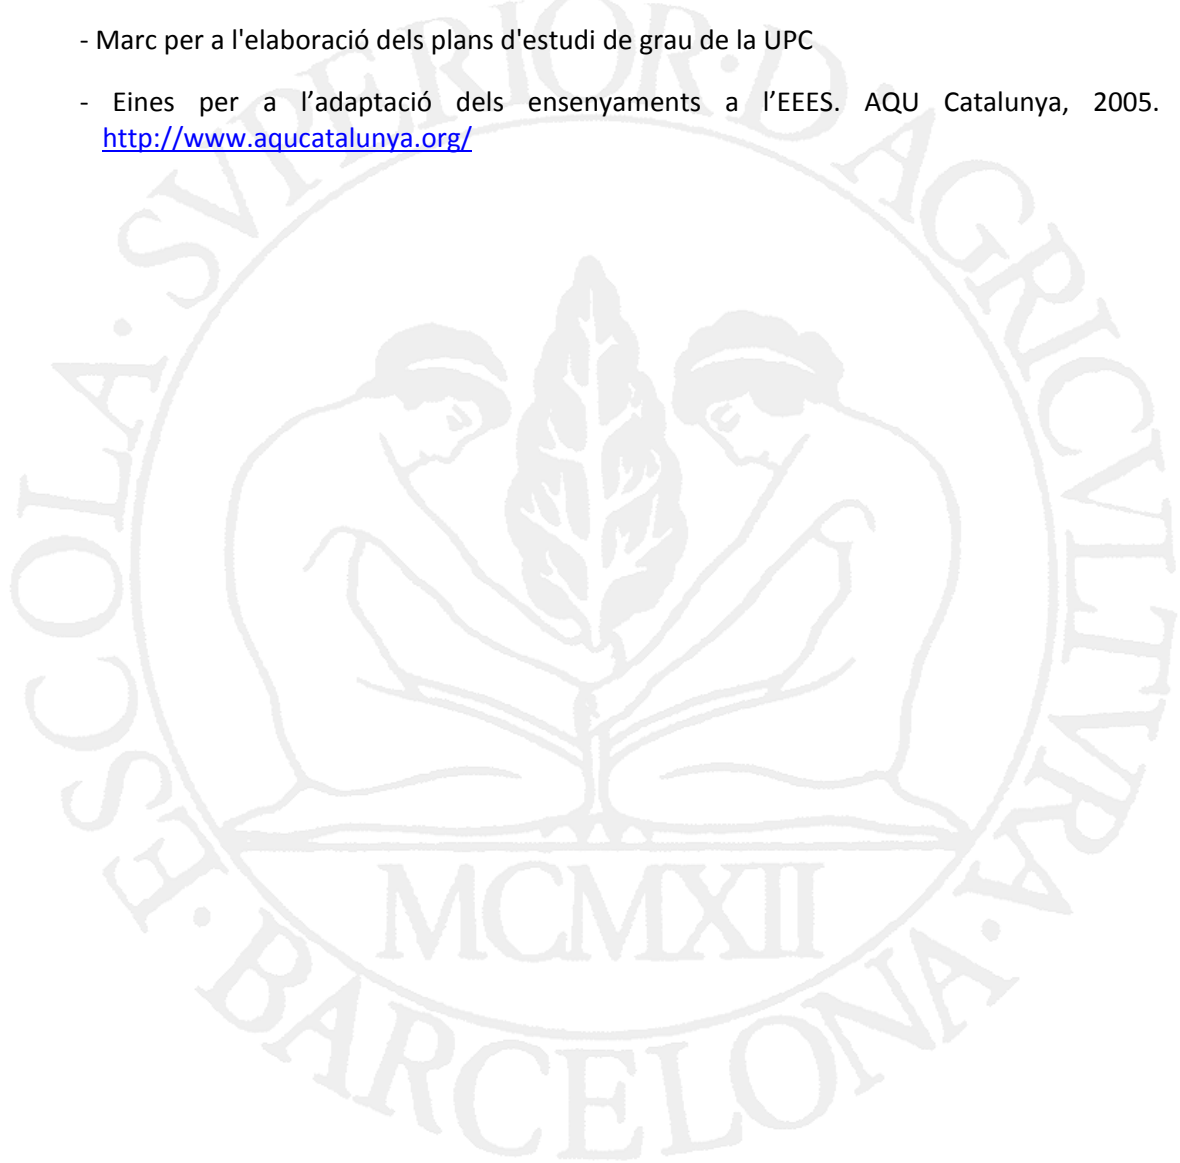 - Marc per a l'elaboració dels plans d'estudi de grau de la UPC
- Eines per a l’adaptació dels ensenyaments a l’EEES. AQU Catalunya, 2005.
http://www.aqucatalunya.org/
ESCOLA · SVPERIOR · D AGRICVLTVRA · BARCELONA ·
MCMXII